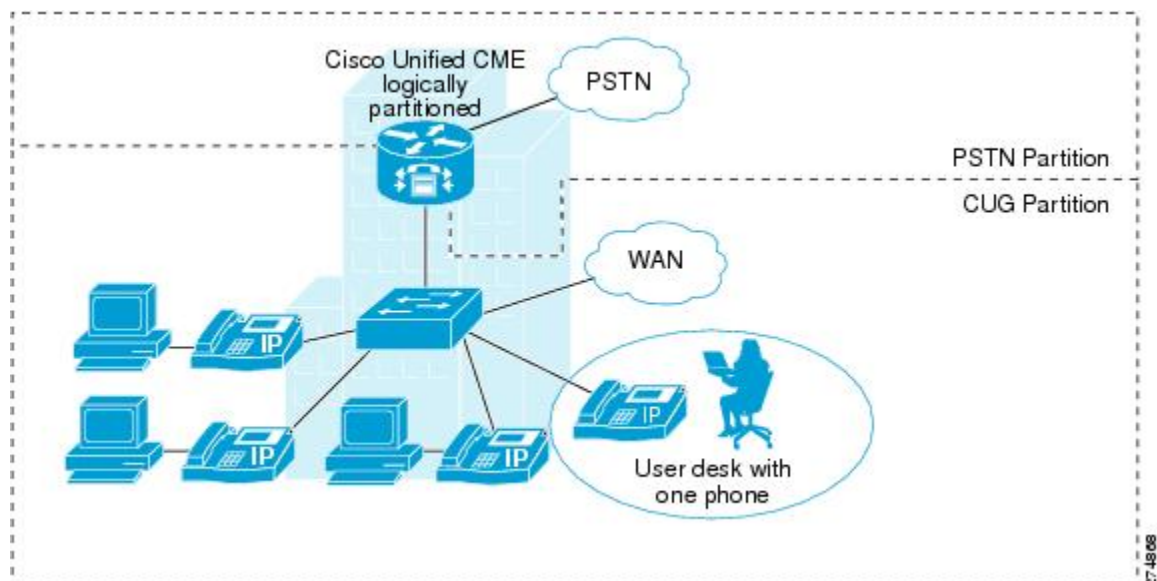 Cisco Unified CME
logically
partitioned
PSTN
PSTN Partition
CUG Partition
WAN
IP
IP
IP
IP
User desk with
one phone